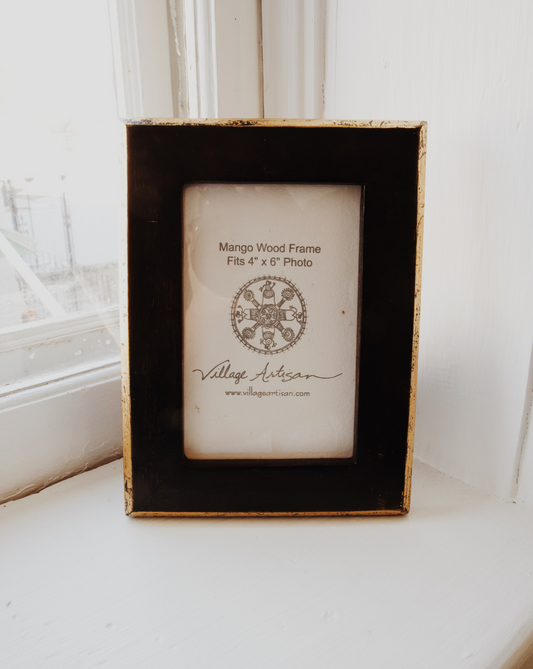 Mango Wood Frame
Fits 4" x 6" Photo
Village Artisan
www.villageartisan.com